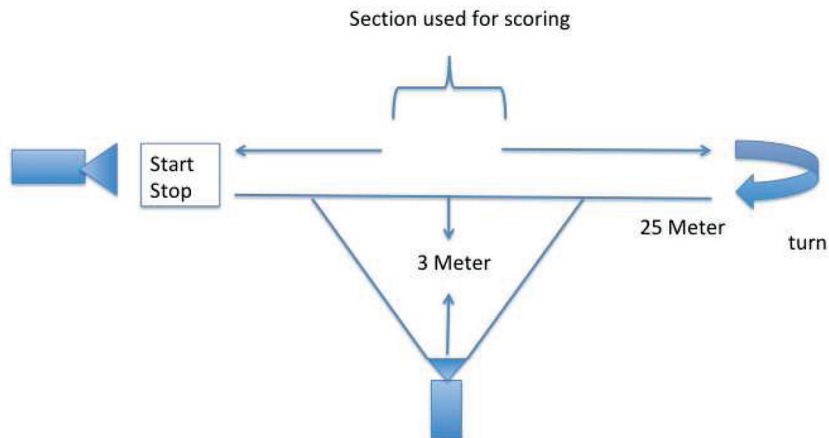 Section used for scoring
Start
Stop
25 Meter
turn
3 Meter